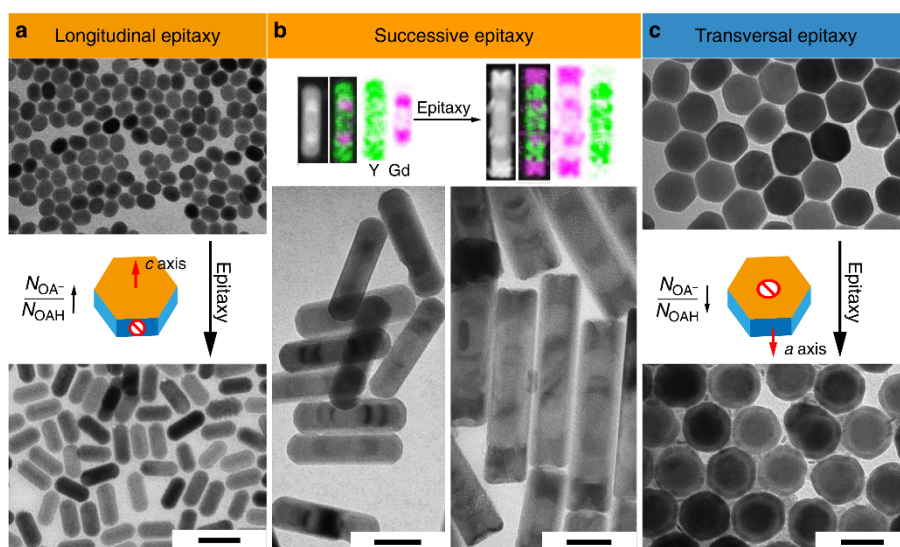 a Longitudinal epitaxy
b Successive epitaxy
c Transversal epitaxy
Epitaxy
Y Gd
c axis
N_OA⁻
N_OAH
Epitaxy
N_OA⁻
N_OAH
a axis
Epitaxy